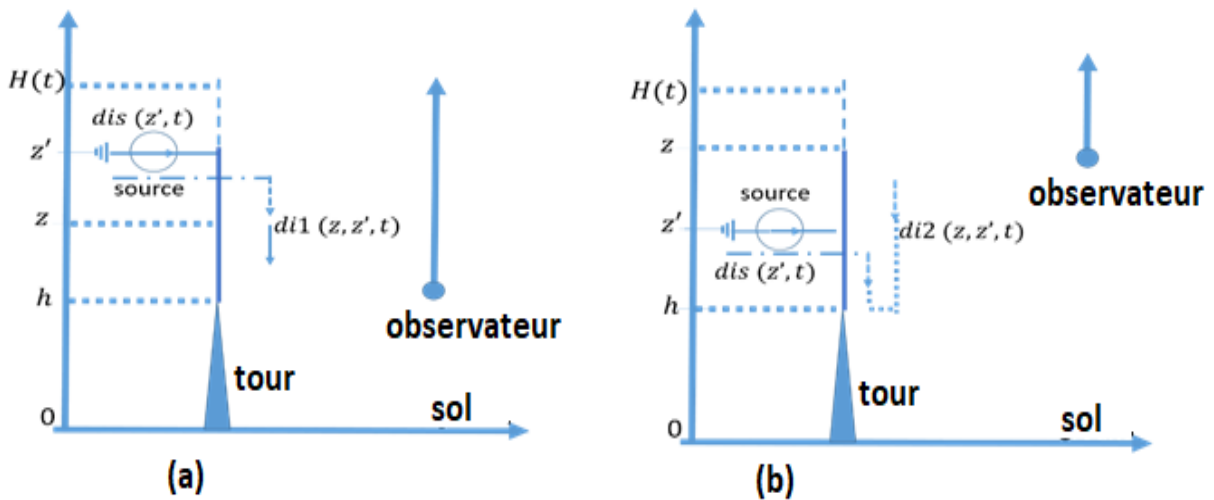 H(t)
dis (z',t)
z'
source
z
di1 (z,z',t)
h
observateur
tour
0
sol
(a)
H(t)
z
observateur
source
z'
di2 (z,z',t)
dis (z',t)
h
tour
0
sol
(b)